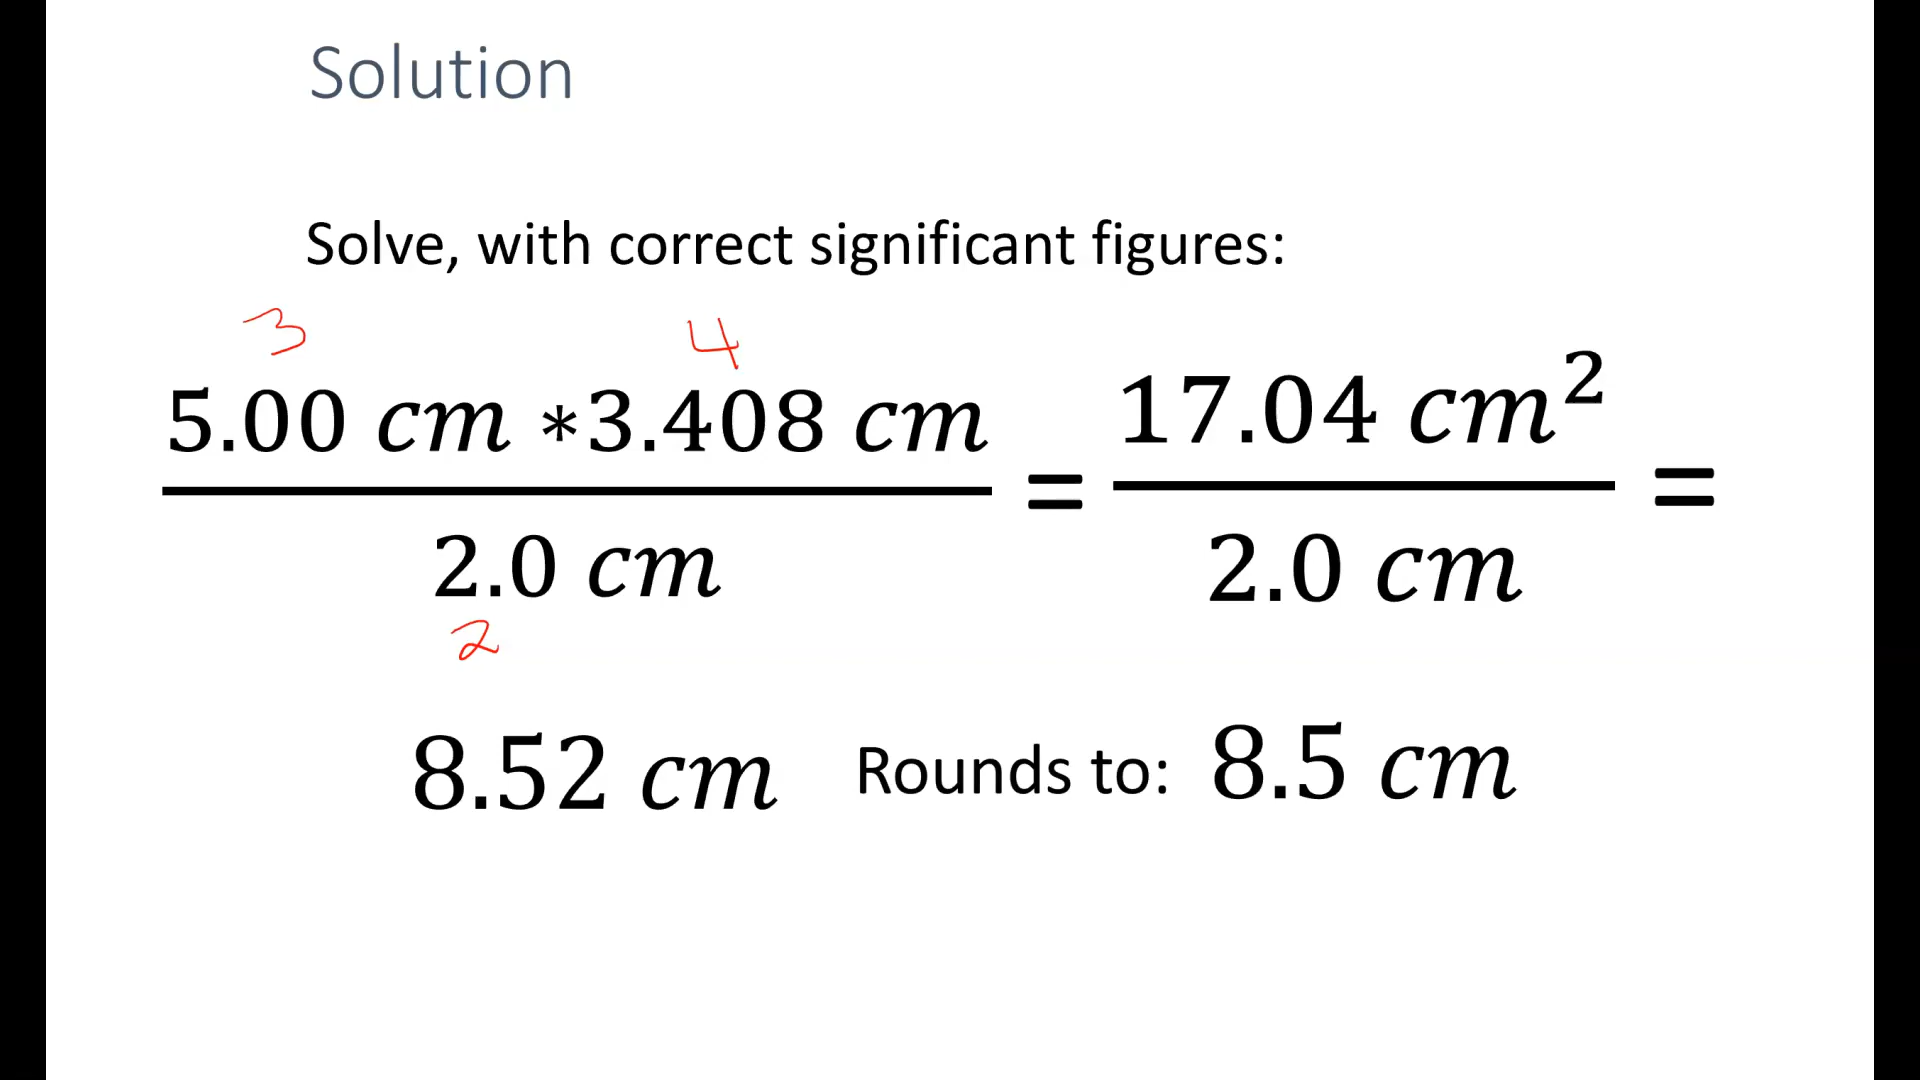 Solution
Solve, with correct significant figures:
3 4
5.00 cm *3.408 cm
2.0 cm
2
=
17.04 cm²
2.0 cm
=
8.52 cm Rounds to: 8.5 cm